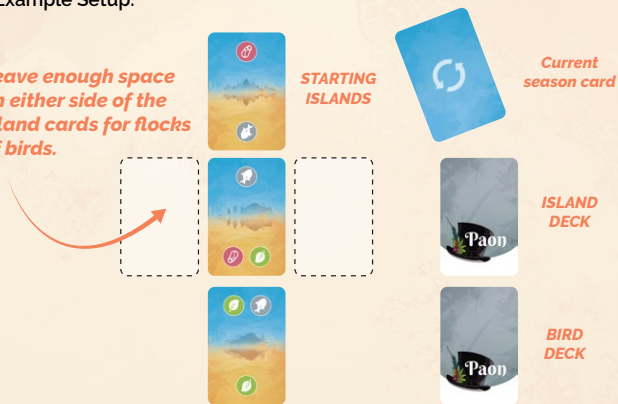 Example Setup:
eave enough space
n either side of the
land cards for flocks
f birds.
STARTING
ISLANDS
Current
season card
ISLAND
DECK
Paon
BIRD
DECK
Paon